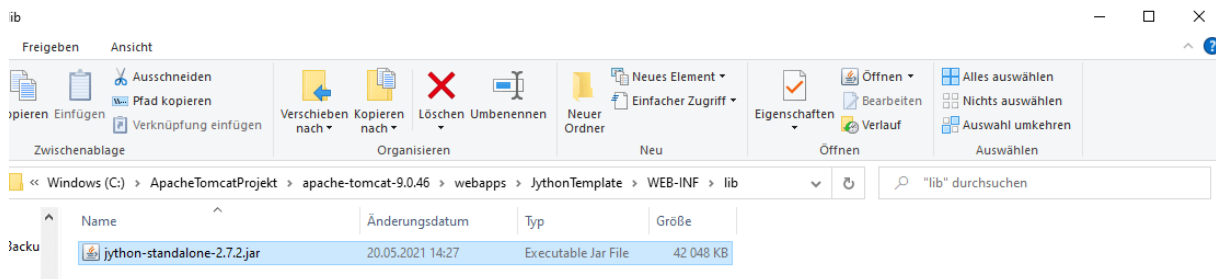 lib
Freigeben Ansicht
Ausschneiden
Pfad kopieren
Verknüpfung einfügen
Einfügen
Zwischenablage
Verschieben nach
Kopieren nach
Löschen
Umbenennen
Organisieren
Neuer Ordner
Neues Element
Einfacher Zugriff
Neu
Eigenschaften
Öffnen
Bearbeiten
Verlauf
Öffnen
Alles auswählen
Nichts auswählen
Auswahl umkehren
Auswählen
« Windows (C:) › ApacheTomcatProjekt › apache-tomcat-9.0.46 › webapps › JythonTemplate › WEB-INF › lib
"lib" durchsuchen
Name Änderungsdatum Typ Größe
jython-standalone-2.7.2.jar 20.05.2021 14:27 Executable Jar File 42 048 KB